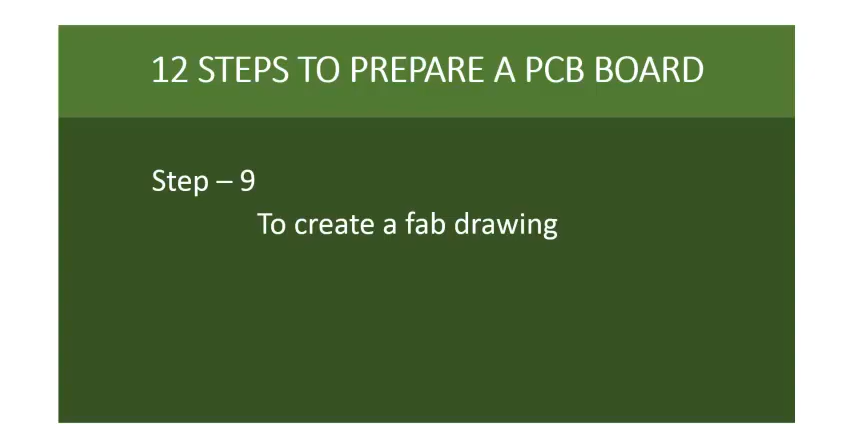 12 STEPS TO PREPARE A PCB BOARD
Step – 9
To create a fab drawing